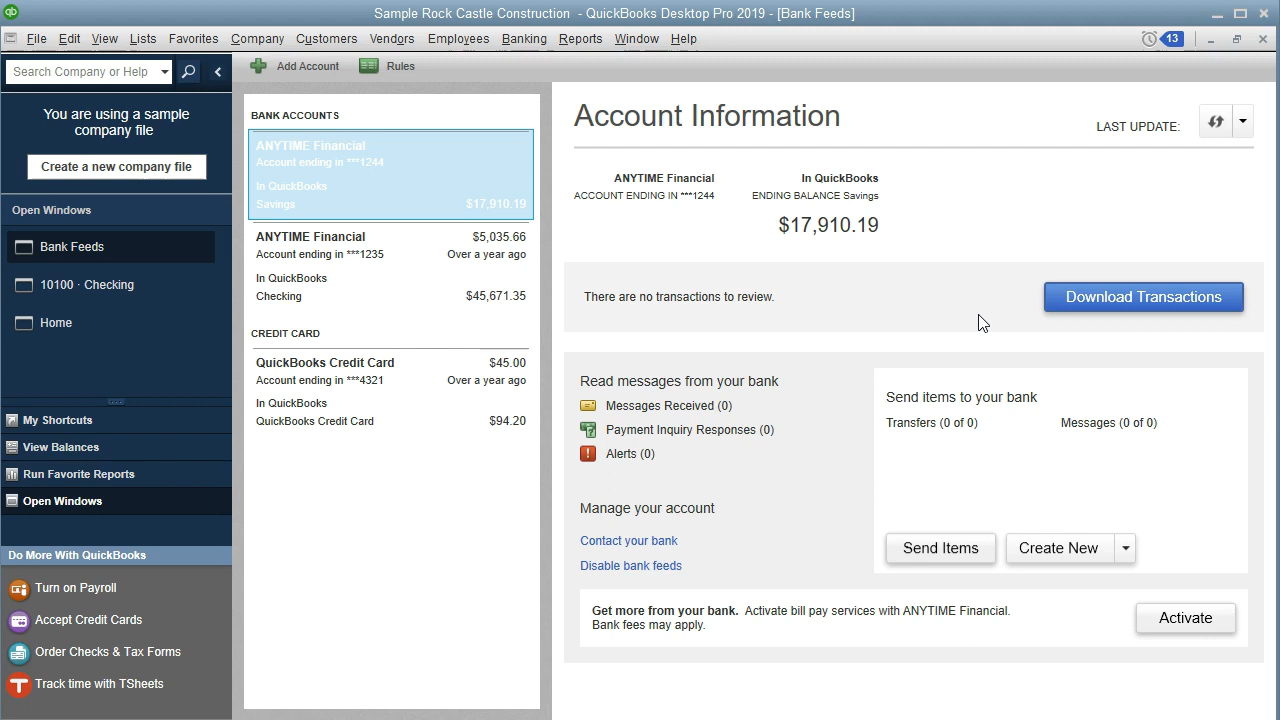 qb
Sample Rock Castle Construction - QuickBooks Desktop Pro 2019 - [Bank Feeds]
File Edit View Lists Favorites Company Customers Vendors Employees Banking Reports Window Help
13
Search Company or Help
Add Account
Rules
You are using a sample
company file
Create a new company file
Open Windows
Bank Feeds
10100 · Checking
Home
My Shortcuts
View Balances
Run Favorite Reports
Open Windows
Do More With QuickBooks
Turn on Payroll
Accept Credit Cards
Order Checks & Tax Forms
Track time with TSheets
BANK ACCOUNTS
ANYTIME Financial
Account ending in ***1244
In QuickBooks
Savings $17,910.19
ANYTIME Financial $5,035.66
Account ending in ***1235 Over a year ago
In QuickBooks
Checking $45,671.35
CREDIT CARD
QuickBooks Credit Card $45.00
Account ending in ***4321 Over a year ago
In QuickBooks
QuickBooks Credit Card $94.20
Account Information
LAST UPDATE:
ANYTIME Financial In QuickBooks
ACCOUNT ENDING IN ***1244 ENDING BALANCE Savings
$17,910.19
There are no transactions to review.
Download Transactions
Read messages from your bank
Messages Received (0)
Payment Inquiry Responses (0)
Alerts (0)
Manage your account
Contact your bank
Disable bank feeds
Send items to your bank
Transfers (0 of 0) Messages (0 of 0)
Send Items
Create New
Get more from your bank. Activate bill pay services with ANYTIME Financial.
Bank fees may apply.
Activate